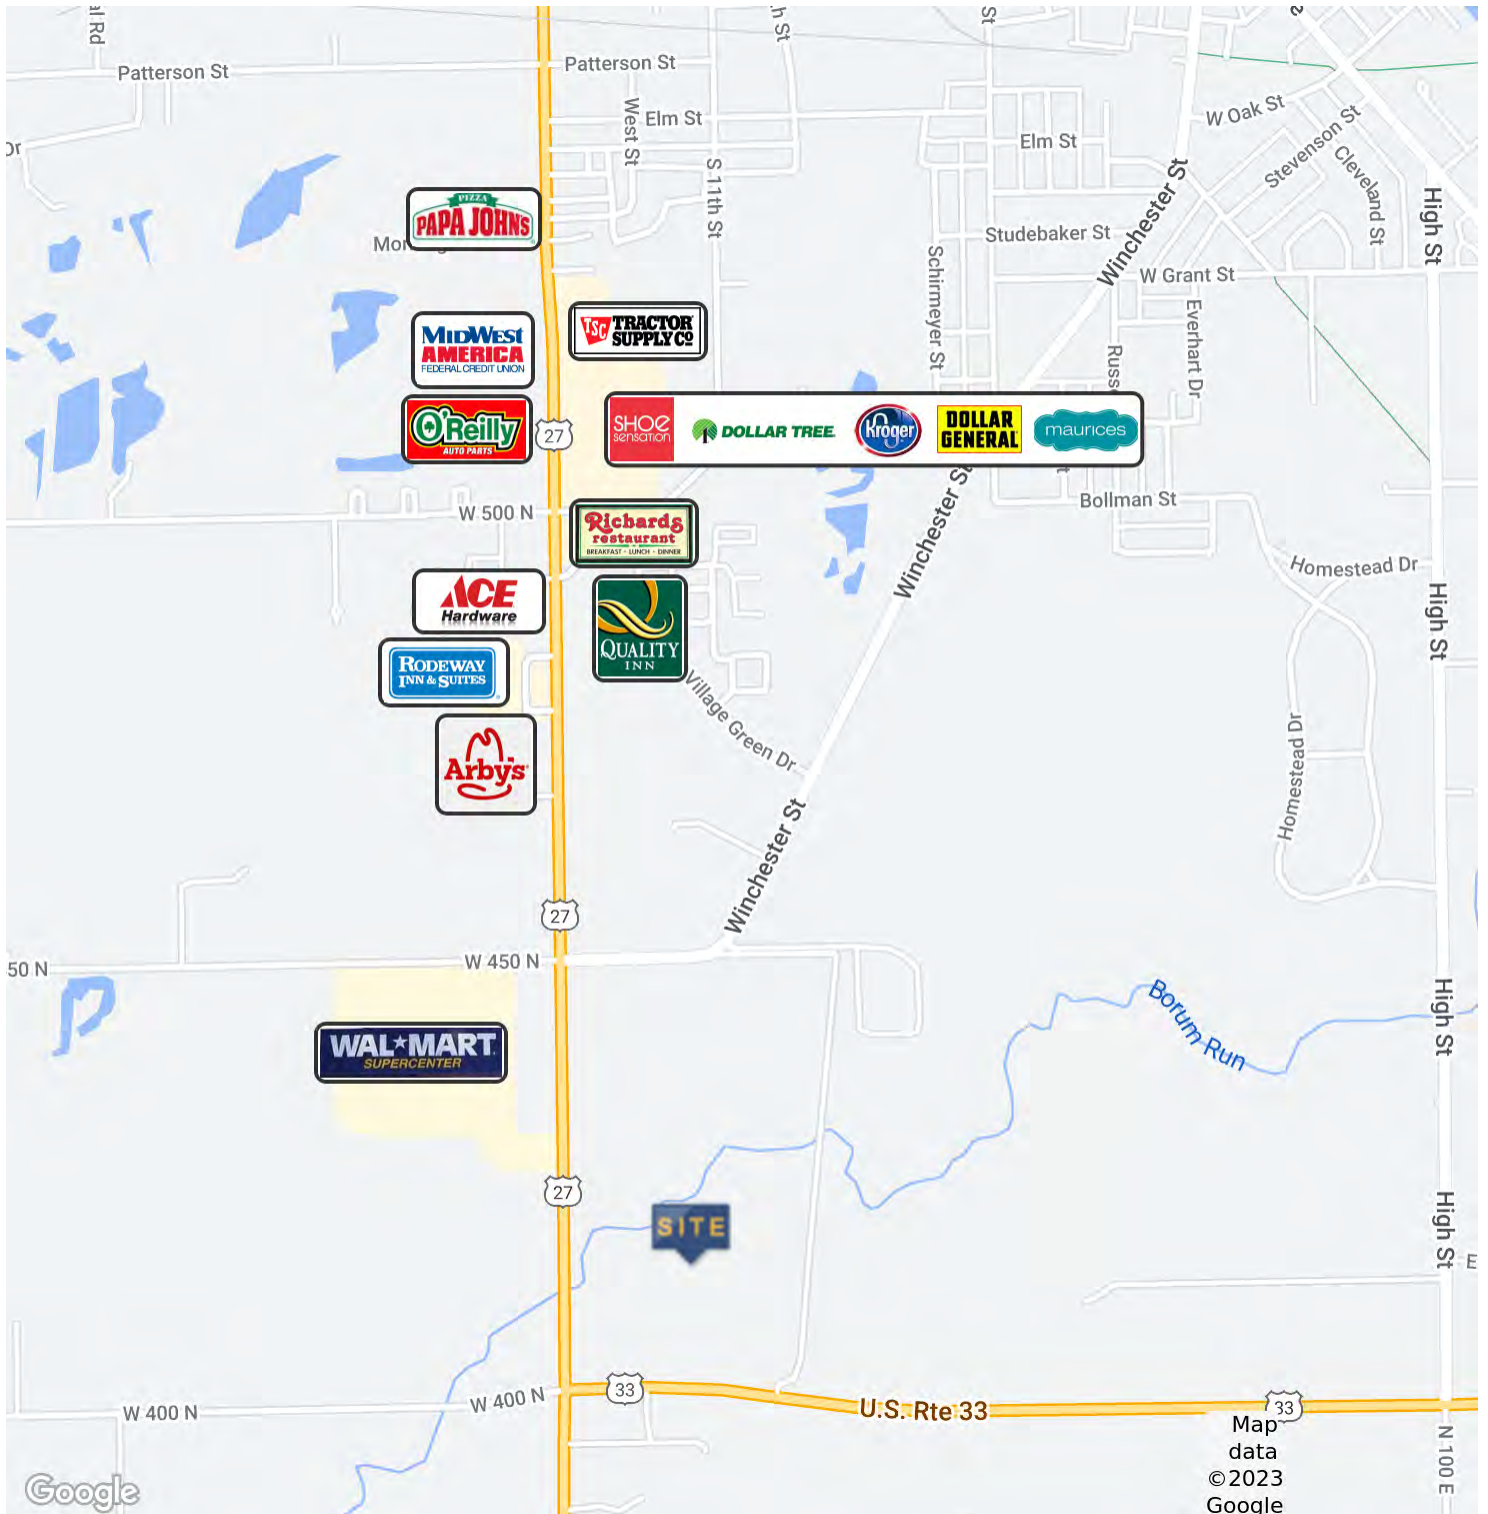 Patterson St
Patterson St
West St
Elm St
S 11th St
Elm St
W Oak St
Stevenson St
Cleveland St
High St
PIZZA
PAPA JOHN'S
Studebaker St
Winchester St
W Grant St
Schirmeyer St
Everhart Dr
MIDWEST
AMERICA
FEDERAL CREDIT UNION
TSC TRACTOR
SUPPLY CO
O'Reilly
AUTO PARTS
27
SHOE
sensation
DOLLAR TREE.
Kroger
DOLLAR
GENERAL
maurices
W 500 N
Richards
restaurant
BREAKFAST - LUNCH - DINNER
Winchester St
Bollman St
Homestead Dr
High St
ACE
Hardware
QUALITY
INN
RODEWAY
INN & SUITES
Village Green Dr
Homestead Dr
Arby's
Winchester St
27
50 N
W 450 N
WAL★MART
SUPERCENTER
Borum Run
High St
27
SITE
High St
E
W 400 N
W 400 N
33
U.S. Rte 33
33
N 100 E
Map
data
©2023
Google
Google